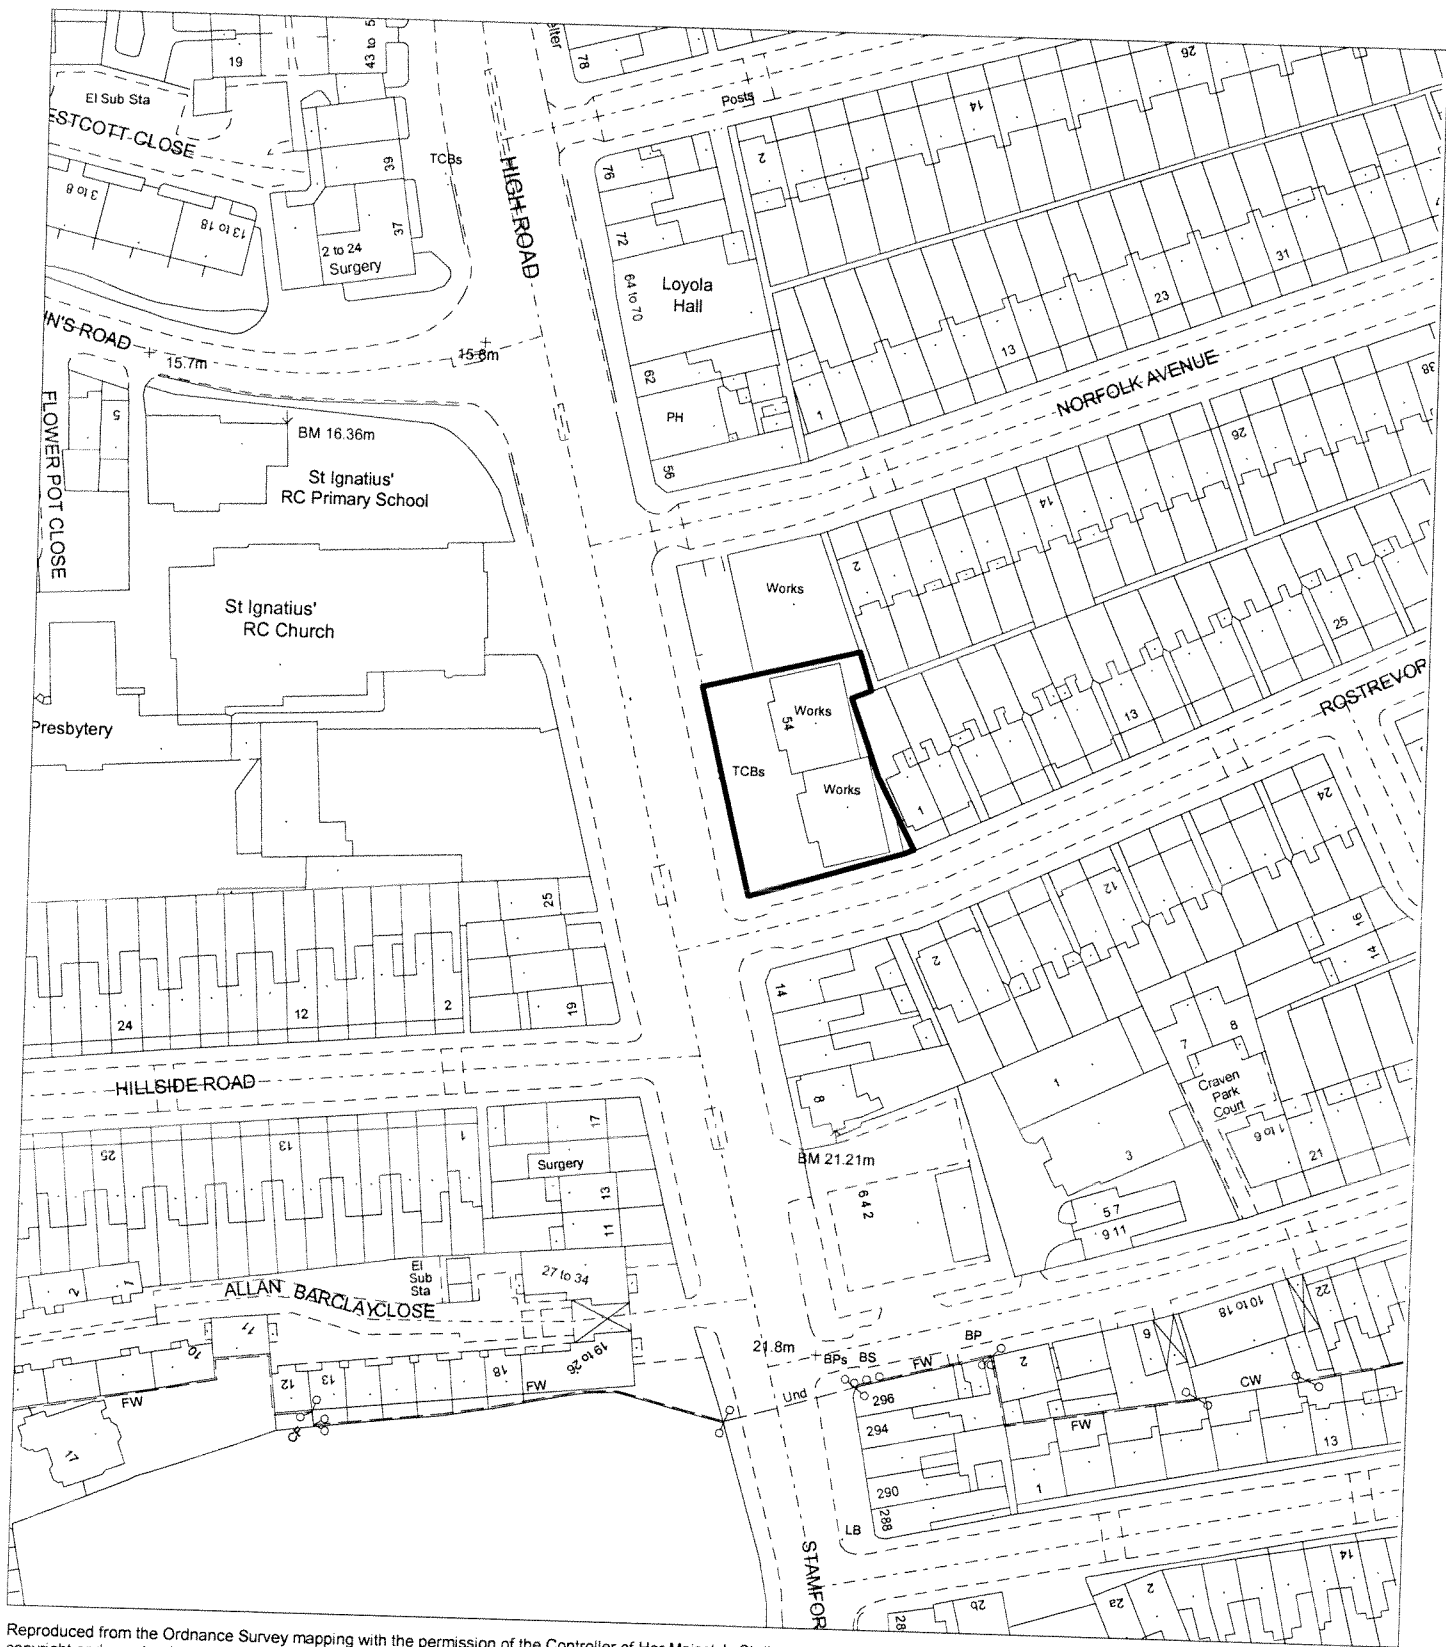 19
43 to 5
78
26
El Sub Sta
Posts
14
ESTCOTT CLOSE
39
TCBs
HIGH ROAD
76
2
3 to 8
13 to 18
37
2 to 24
Surgery
72
64 to 70
Loyola
Hall
31
23
N'S ROAD
15.7m
15.8m
13
62
NORFOLK AVENUE
38
FLOWER POT CLOSE
5
PH
1
BM 16.36m
56
26
St Ignatius'
RC Primary School
14
Works
2
St Ignatius'
RC Church
25
Presbytery
54
Works
13
ROSTREVOR
TCBs
Works
1
24
12
25
16
14
2
14
24
12
2
19
8
7
1
HILLSIDE ROAD
Craven
Park
Court
8
17
25
13
1
1 to 6
21
Surgery
BM 21.21m
3
13
6 4 2
5 7
11
9 11
El
Sub
Sta
27 to 34
2
1
ALLAN BARCLAY CLOSE
22
10 to 18
11
10
BP
6
21.8m
BPs
BS
FW
2
19 to 26
12
13
18
FW
FW
Und
296
CW
294
FW
17
13
290
1
288
LB
STAMFOR
14
2b
2a
2
28
Reproduced from the Ordnance Survey mapping with the permission of the Controller of Her Majesty's